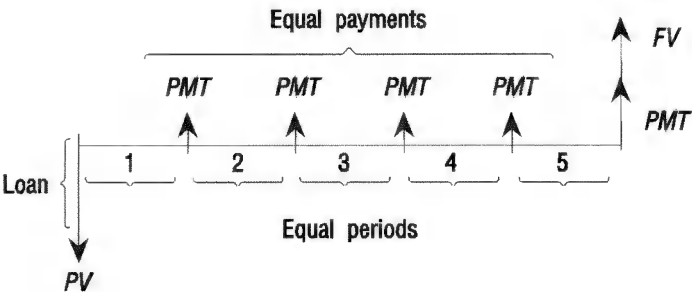 Equal payments
FV
PMT PMT PMT PMT
PMT
1 2 3 4 5
Loan
Equal periods
PV